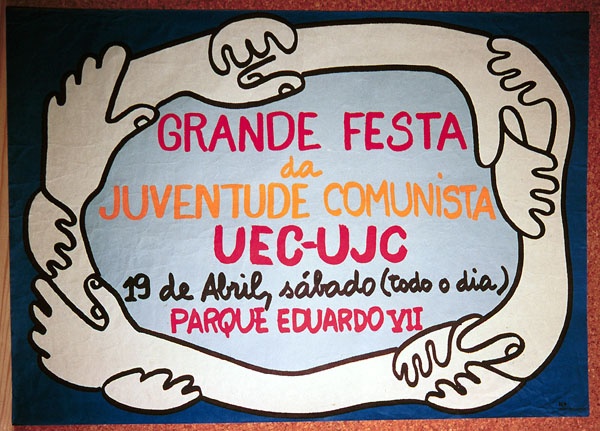 GRANDE FESTA
da
JUVENTUDE COMUNISTA
UEC-UJC
19 de Abril, sábado (todo o dia)
PARQUE EDUARDO VII